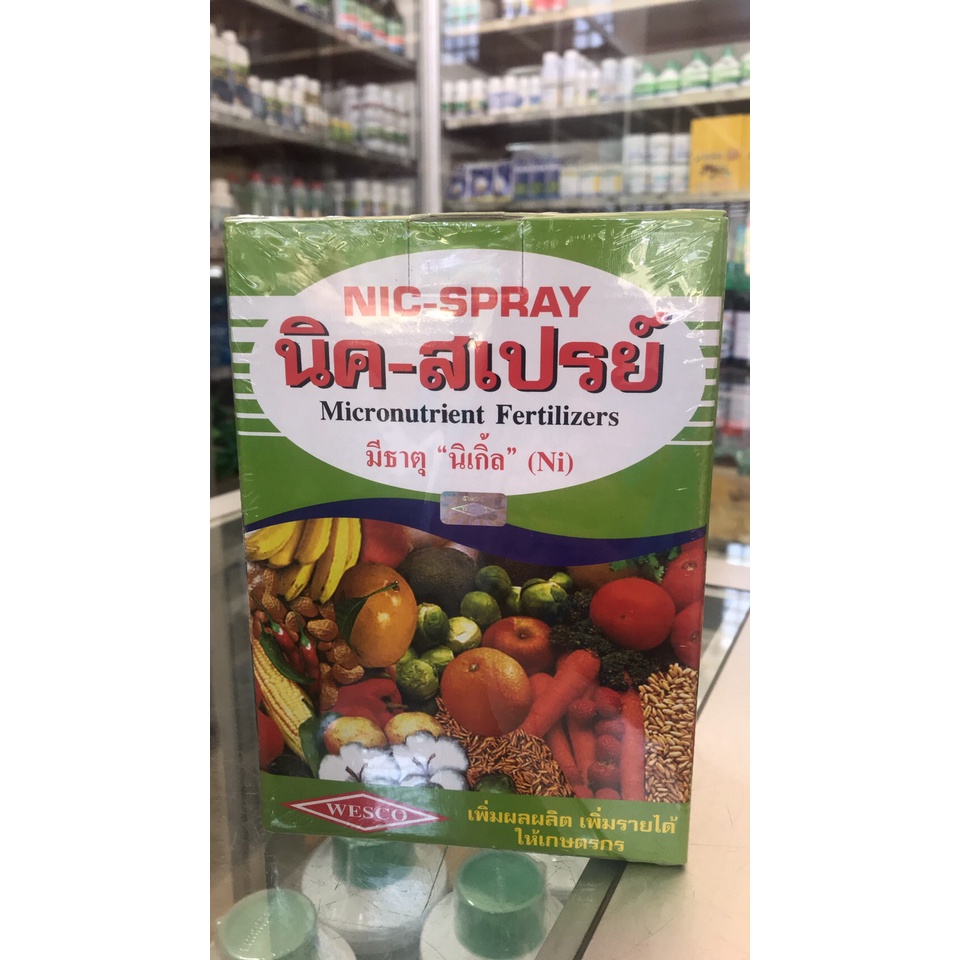 NIC-SPRAY
นิค-สเปรย์
Micronutrient Fertilizers
มีธาตุ “นิเกิ้ล” (Ni)
WESCO
เพิ่มผลผลิต เพิ่มรายได้
ให้เกษตรกร